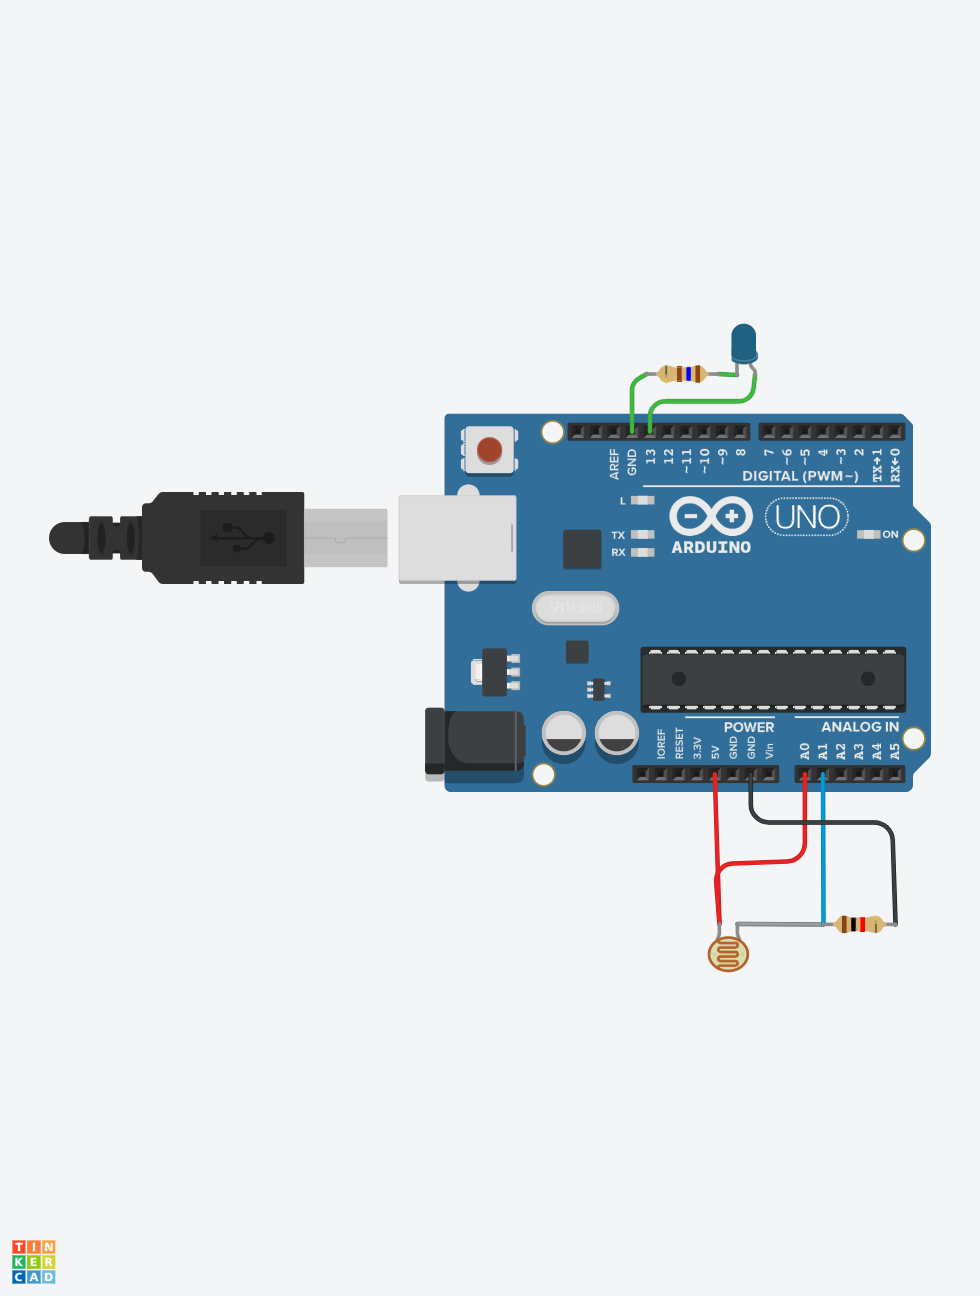 AREF
GND
13
12
~11
~10
~9
8
7
~6
~5
4
~3
2
TX→1
RX←0
DIGITAL (PWM~)
L
TX
RX
ARDUINO
UNO
ON
SPK16.000G
POWER
ANALOG IN
IOREF
RESET
3.3V
5V
GND
GND
Vin
A0
A1
A2
A3
A4
A5
TIN
KER
CAD